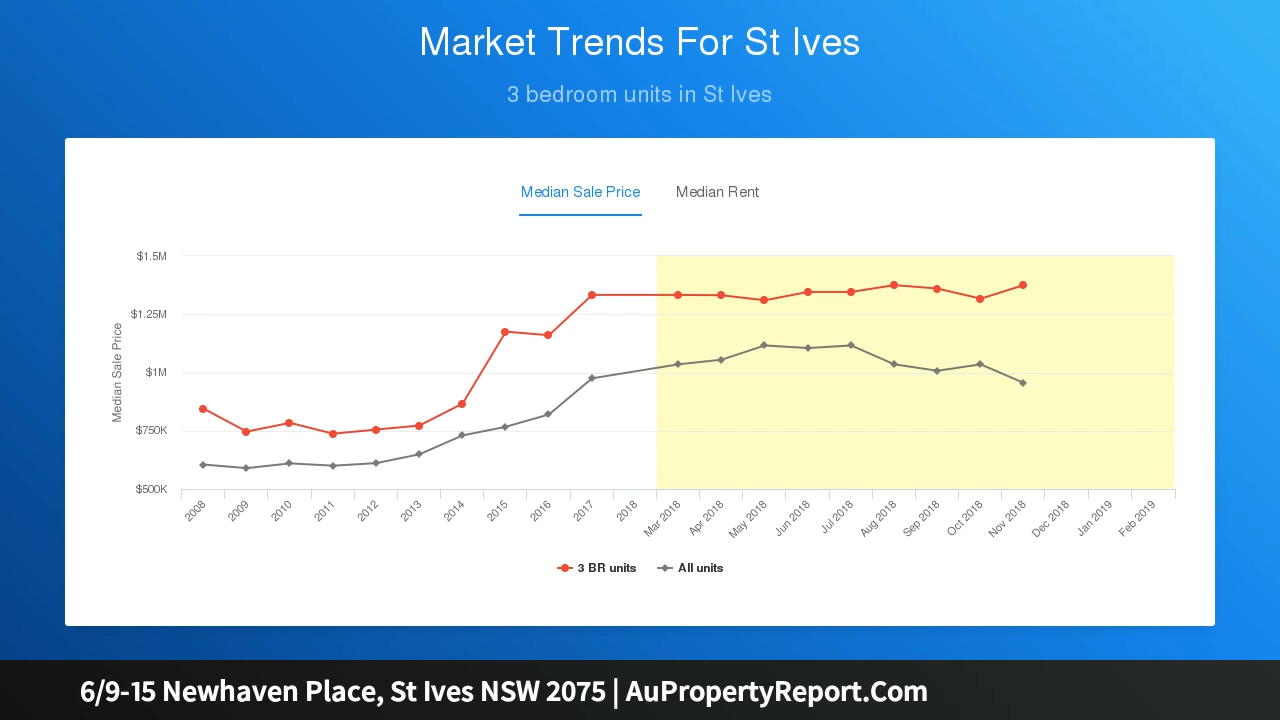 Market Trends For St Ives
3 bedroom units in St Ives
Median Sale Price Median Rent
$1.5M
$1.25M
$1M
$750K
$500K
Median Sale Price
2008 2009 2010 2011 2012 2013 2014 2015 2016 2017 2018 Mar 2018 Apr 2018 May 2018 Jun 2018 Jul 2018 Aug 2018 Sep 2018 Oct 2018 Nov 2018 Dec 2018 Jan 2019 Feb 2019
3 BR units All units
6/9-15 Newhaven Place, St Ives NSW 2075 | AuPropertyReport.Com